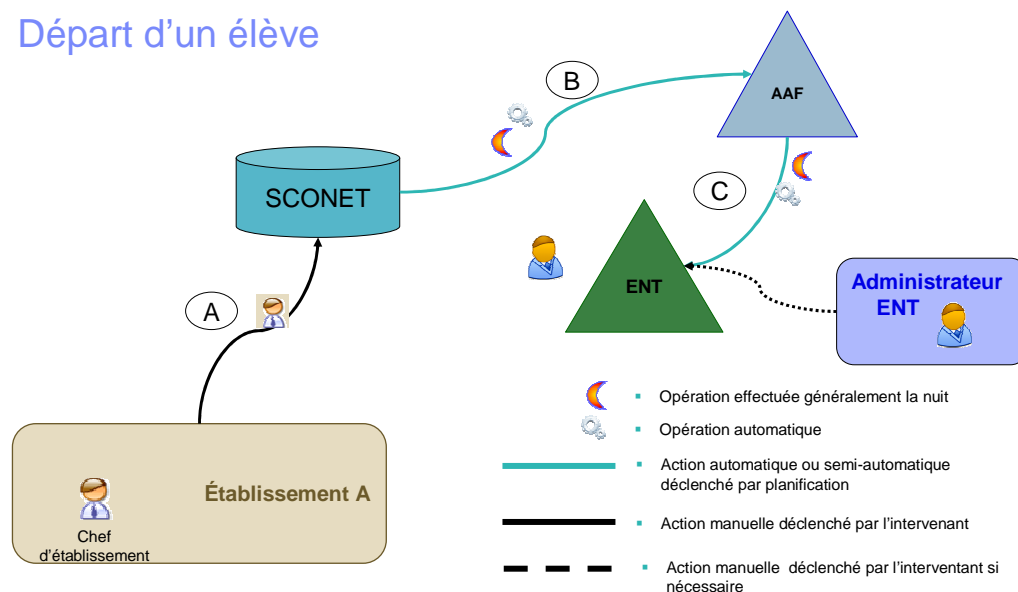 Départ d’un élève
B
AAF
SCONET
C
A
ENT
Administrateur
ENT
Établissement A
Chef
d’établissement
Opération effectuée généralement la nuit
Opération automatique
Action automatique ou semi-automatique
déclenché par planification
Action manuelle déclenché par l’intervenant
Action manuelle déclenché par l’interventant si
nécessaire